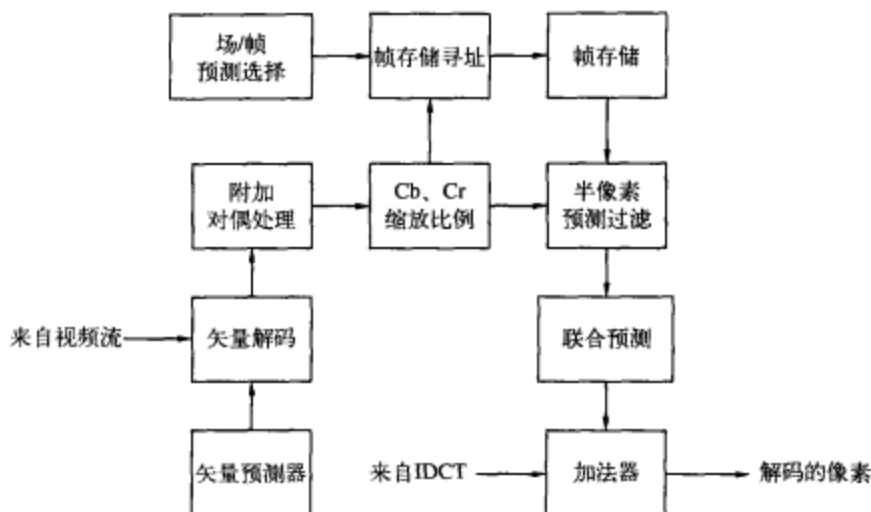 场/帧
预测选择
帧存储寻址
帧存储
附加
对偶处理
Cb、Cr
缩放比例
半像素
预测过滤
来自视频流
矢量解码
联合预测
矢量预测器
来自IDCT
加法器
解码的像素